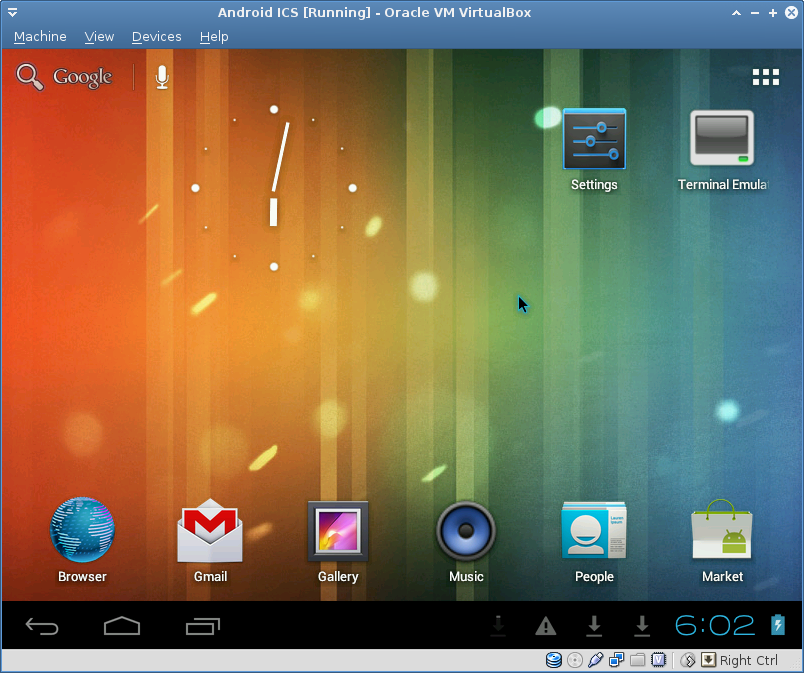 Android ICS [Running] - Oracle VM VirtualBox
Machine View Devices Help
Google
Settings
Terminal Emula
Browser
Gmail
Gallery
Music
People
Market
6:02
Right Ctrl